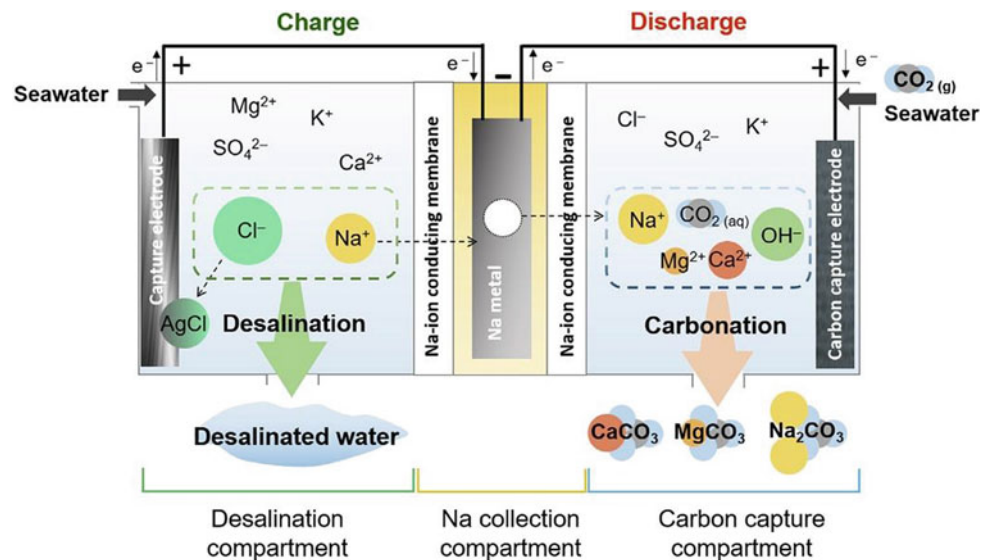 Charge
Discharge
e⁻
+
e⁻
−
e⁻
+
e⁻
CO₂ (g)
Seawater
Seawater
Mg²⁺
K⁺
SO₄²⁻
Ca²⁺
Cl⁻
Na⁺
AgCl
Capture electrode
Desalination
Na-ion conducing membrane
Na metal
Na-ion conducing membrane
Cl⁻
SO₄²⁻
K⁺
Na⁺
CO₂ (aq)
OH⁻
Mg²⁺
Ca²⁺
Carbonation
Carbon capture electrode
Desalinated water
CaCO₃
MgCO₃
Na₂CO₃
Desalination
compartment
Na collection
compartment
Carbon capture
compartment